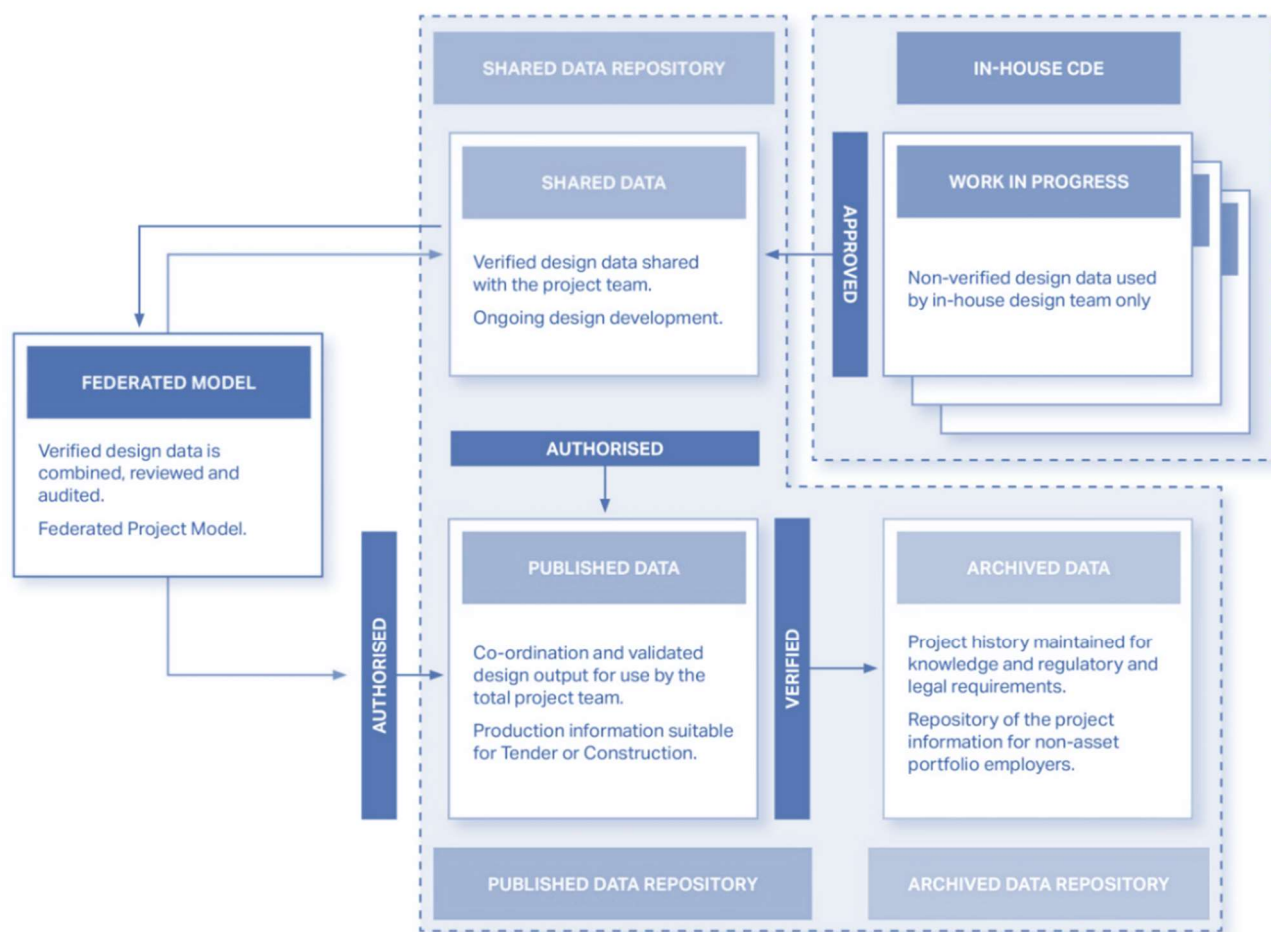 SHARED DATA REPOSITORY
IN-HOUSE CDE
SHARED DATA
Verified design data shared
with the project team.
Ongoing design development.
APPROVED
WORK IN PROGRESS
Non-verified design data used
by in-house design team only
FEDERATED MODEL
Verified design data is
combined, reviewed and
audited.
Federated Project Model.
AUTHORISED
AUTHORISED
PUBLISHED DATA
Co-ordination and validated
design output for use by the
total project team.
Production information suitable
for Tender or Construction.
VERIFIED
ARCHIVED DATA
Project history maintained for
knowledge and regulatory and
legal requirements.
Repository of the project
information for non-asset
portfolio employers.
PUBLISHED DATA REPOSITORY
ARCHIVED DATA REPOSITORY